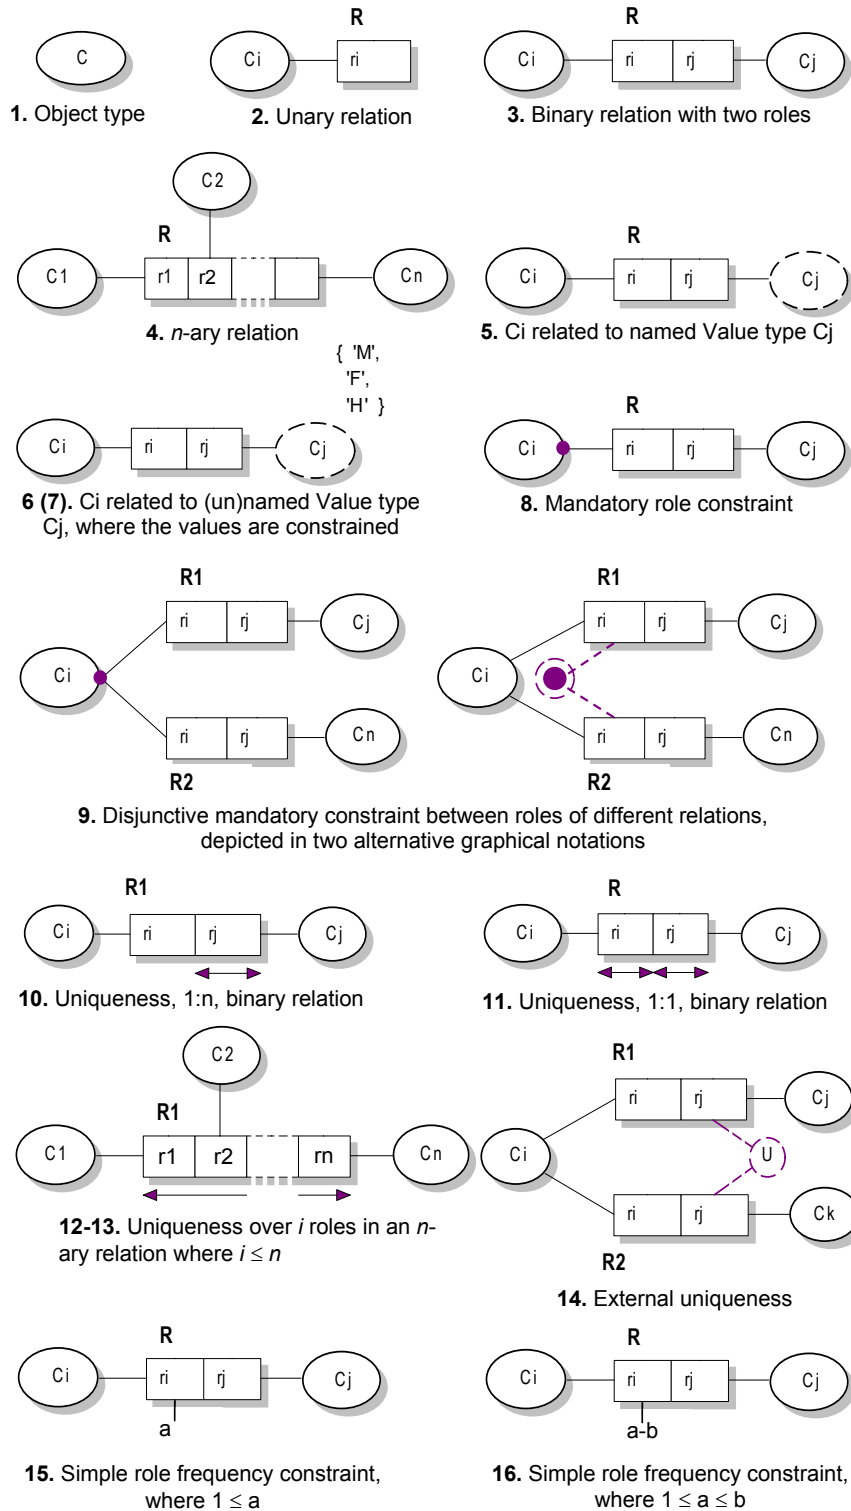 R
R
C
Ci
ri
Ci
ri
rj
Cj
1. Object type
2. Unary relation
3. Binary relation with two roles
C2
R
R
C1
r1
r2
Cn
Ci
ri
rj
Cj
4. n-ary relation
5. Ci related to named Value type Cj
{ 'M',
'F',
'H' }
R
Ci
ri
rj
Cj
Ci
ri
rj
Cj
6 (7). Ci related to (un)named Value type
Cj, where the values are constrained
8. Mandatory role constraint
R1
ri
rj
Cj
Ci
ri
rj
Cn
R2
R1
ri
rj
Cj
Ci
ri
rj
Cn
R2
9. Disjunctive mandatory constraint between roles of different relations,
depicted in two alternative graphical notations
R1
Ci
ri
rj
Cj
R
Ci
ri
rj
Cj
10. Uniqueness, 1:n, binary relation
11. Uniqueness, 1:1, binary relation
C2
R1
C1
r1
r2
rn
Cn
12-13. Uniqueness over i roles in an n-
ary relation where i ≤ n
R1
ri
rj
Cj
Ci
U
ri
rj
Ck
R2
14. External uniqueness
R
Ci
ri
rj
Cj
a
R
Ci
ri
rj
Cj
a-b
15. Simple role frequency constraint,
where 1 ≤ a
16. Simple role frequency constraint,
where 1 ≤ a ≤ b